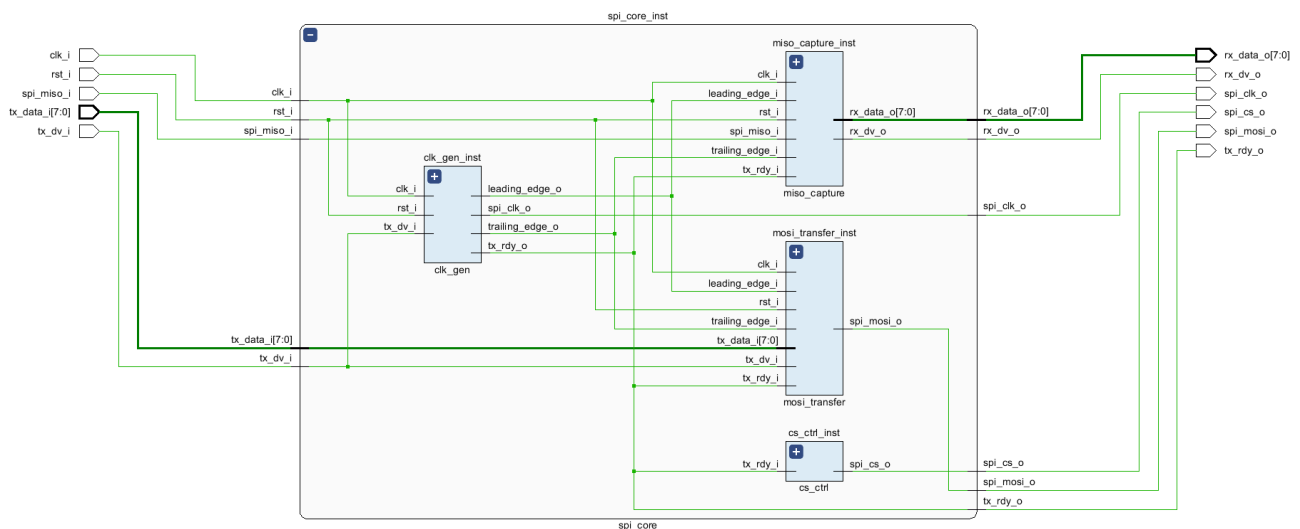 spi_core_inst
clk_i
rst_i
spi_miso_i
tx_data_i[7:0]
tx_dv_i
clk_i
rst_i
spi_miso_i
tx_data_i[7:0]
tx_dv_i
clk_gen_inst
clk_i
rst_i
tx_dv_i
leading_edge_o
spi_clk_o
trailing_edge_o
tx_rdy_o
clk_gen
miso_capture_inst
clk_i
leading_edge_i
rst_i
spi_miso_i
trailing_edge_i
tx_rdy_i
rx_data_o[7:0]
rx_dv_o
miso_capture
mosi_transfer_inst
clk_i
leading_edge_i
rst_i
trailing_edge_i
tx_data_i[7:0]
tx_dv_i
tx_rdy_i
spi_mosi_o
mosi_transfer
cs_ctrl_inst
tx_rdy_i
spi_cs_o
cs_ctrl
rx_data_o[7:0]
rx_dv_o
spi_clk_o
spi_cs_o
spi_mosi_o
tx_rdy_o
rx_data_o[7:0]
rx_dv_o
spi_clk_o
spi_cs_o
spi_mosi_o
tx_rdy_o
spi_core